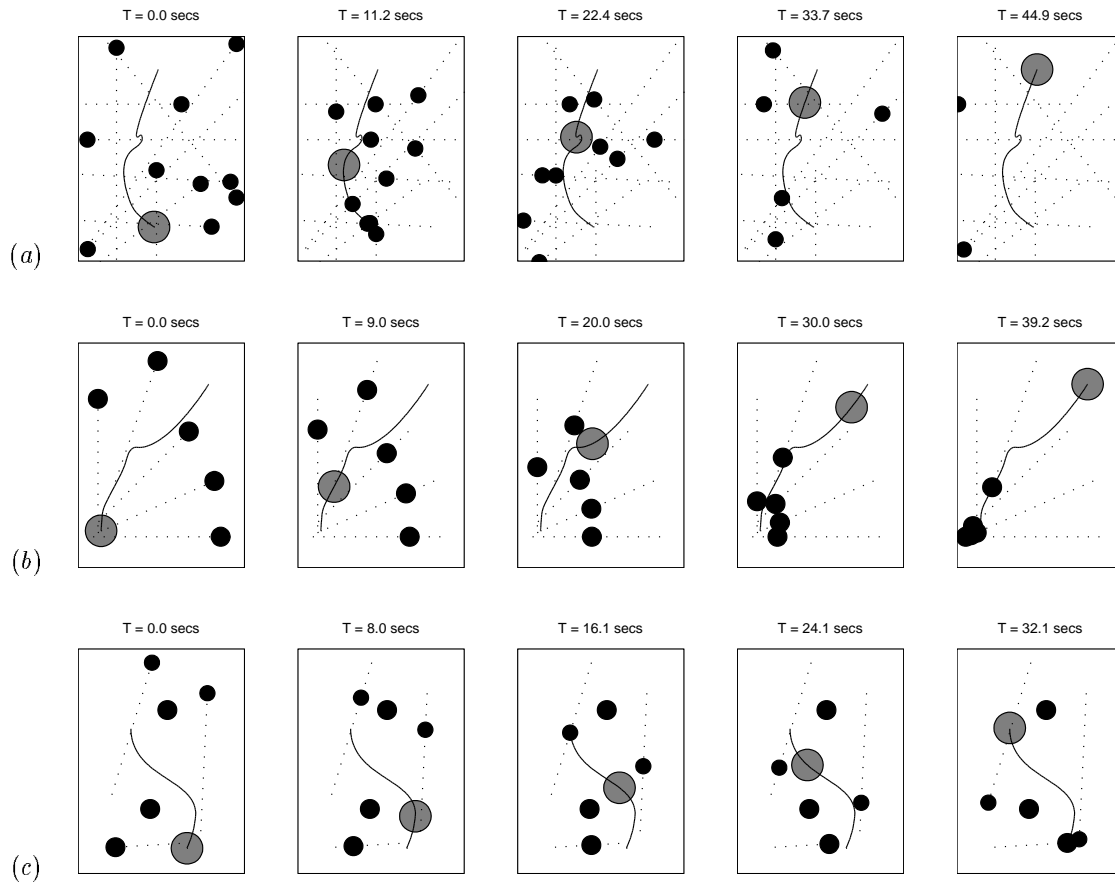 T = 0.0 secs T = 11.2 secs T = 22.4 secs T = 33.7 secs T = 44.9 secs
(a)
T = 0.0 secs T = 9.0 secs T = 20.0 secs T = 30.0 secs T = 39.2 secs
(b)
T = 0.0 secs T = 8.0 secs T = 16.1 secs T = 24.1 secs T = 32.1 secs
(c)